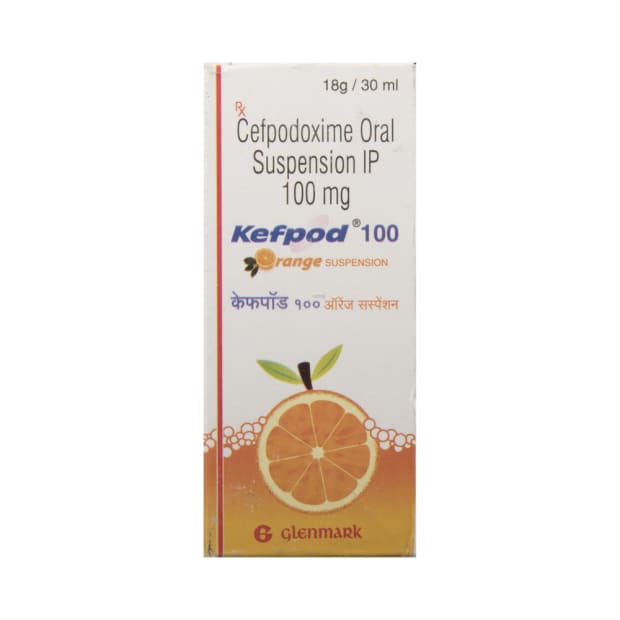 18g / 30 ml
Rx
Cefpodoxime Oral
Suspension IP
100 mg
Kefpod® 100
Orange SUSPENSION
केफपॉड १०० ऑरेंज सस्पेंशन
G glenmark